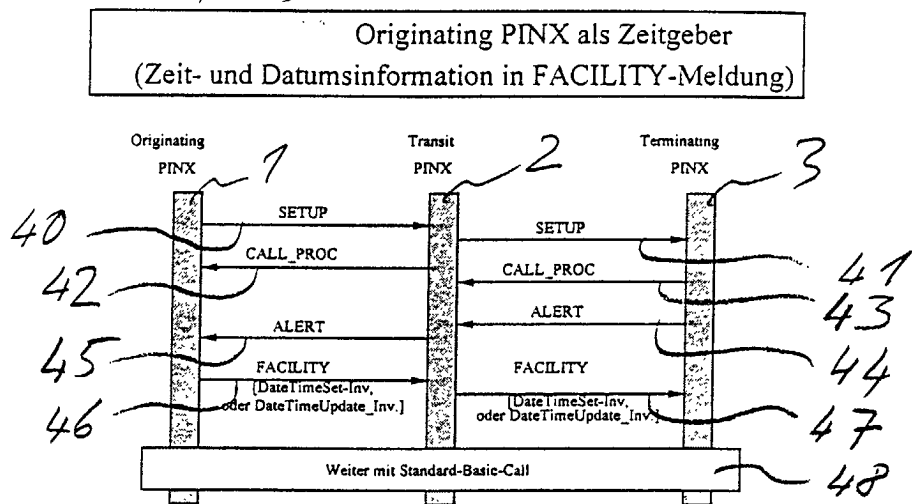 Originating PINX als Zeitgeber
(Zeit- und Datumsinformation in FACILITY-Meldung)
Originating
PINX
1
Transit
PINX
2
Terminating
PINX
3
40
SETUP
SETUP
41
42
CALL_PROC
CALL_PROC
43
45
ALERT
ALERT
44
46
FACILITY
[DateTimeSet-Inv,
oder DateTimeUpdate_Inv.]
FACILITY
[DateTimeSet-Inv,
oder DateTimeUpdate_Inv.]
47
Weiter mit Standard-Basic-Call
48